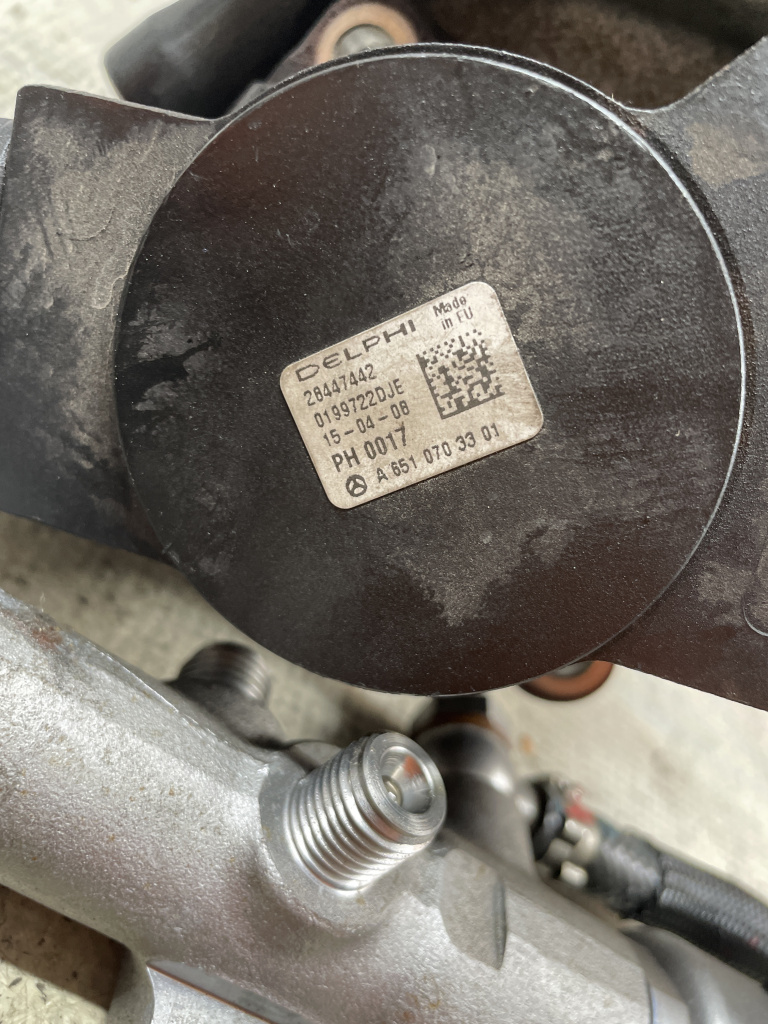 DELPHI
Made
in EU
28447442
0199722DJE
15-04-08
PH 0017
A 651 070 33 01